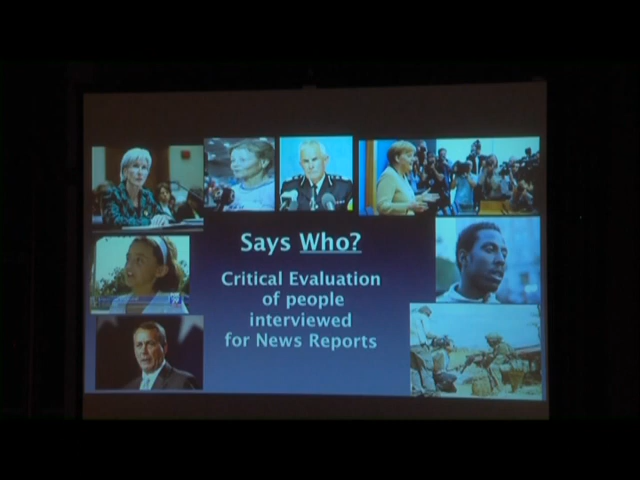 Says Who?
Critical Evaluation
of people
interviewed
for News Reports